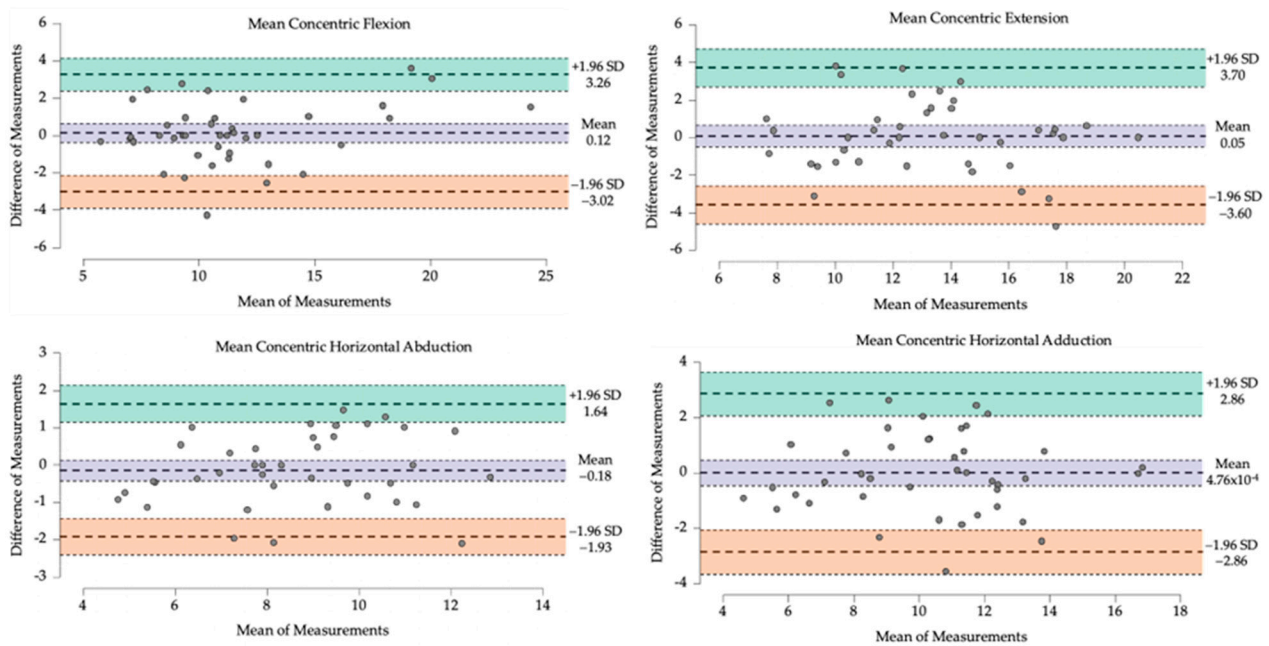 Mean Concentric Flexion
Difference of Measurements
6
4
2
0
-2
-4
-6
+1.96 SD
3.26
Mean
0.12
−1.96 SD
−3.02
5
10
15
20
25
Mean of Measurements
Mean Concentric Extension
Difference of Measurements
6
4
2
0
-2
-4
-6
+1.96 SD
3.70
Mean
0.05
−1.96 SD
−3.60
6
8
10
12
14
16
18
20
22
Mean of Measurements
Mean Concentric Horizontal Abduction
Difference of Measurements
3
2
1
0
-1
-2
-3
+1.96 SD
1.64
Mean
−0.18
−1.96 SD
−1.93
4
6
8
10
12
14
Mean of Measurements
Mean Concentric Horizontal Adduction
Difference of Measurements
4
2
0
-2
-4
+1.96 SD
2.86
Mean
4.76x10⁻⁴
−1.96 SD
−2.86
4
6
8
10
12
14
16
18
Mean of Measurements